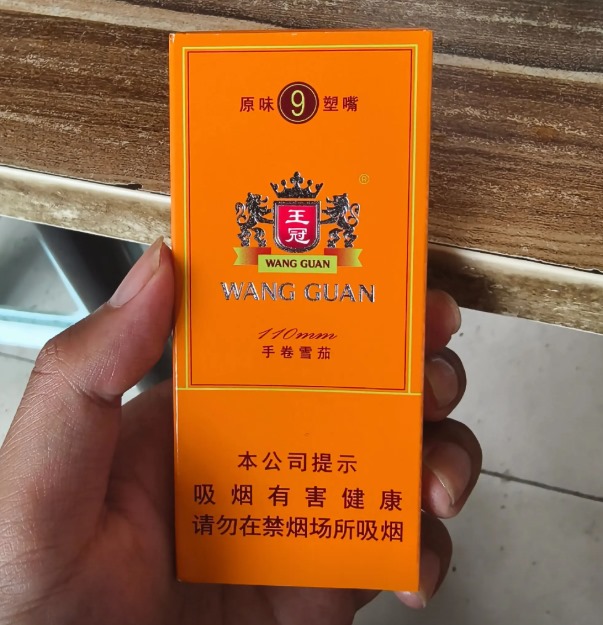 原味 9 塑嘴
®
王
冠
WANG GUAN
WANG GUAN
110mm
手卷雪茄
本公司提示
吸烟有害健康
请勿在禁烟场所吸烟